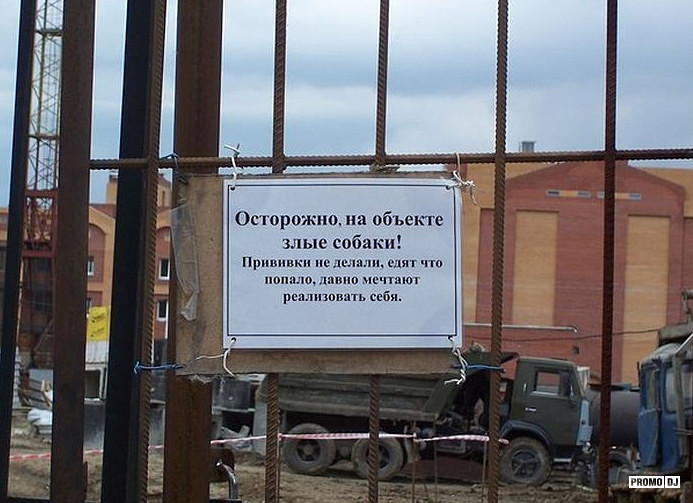 Осторожно, на объекте
злые собаки!
Прививки не делали, едят что
попало, давно мечтают
реализовать себя.
PROMO DJ